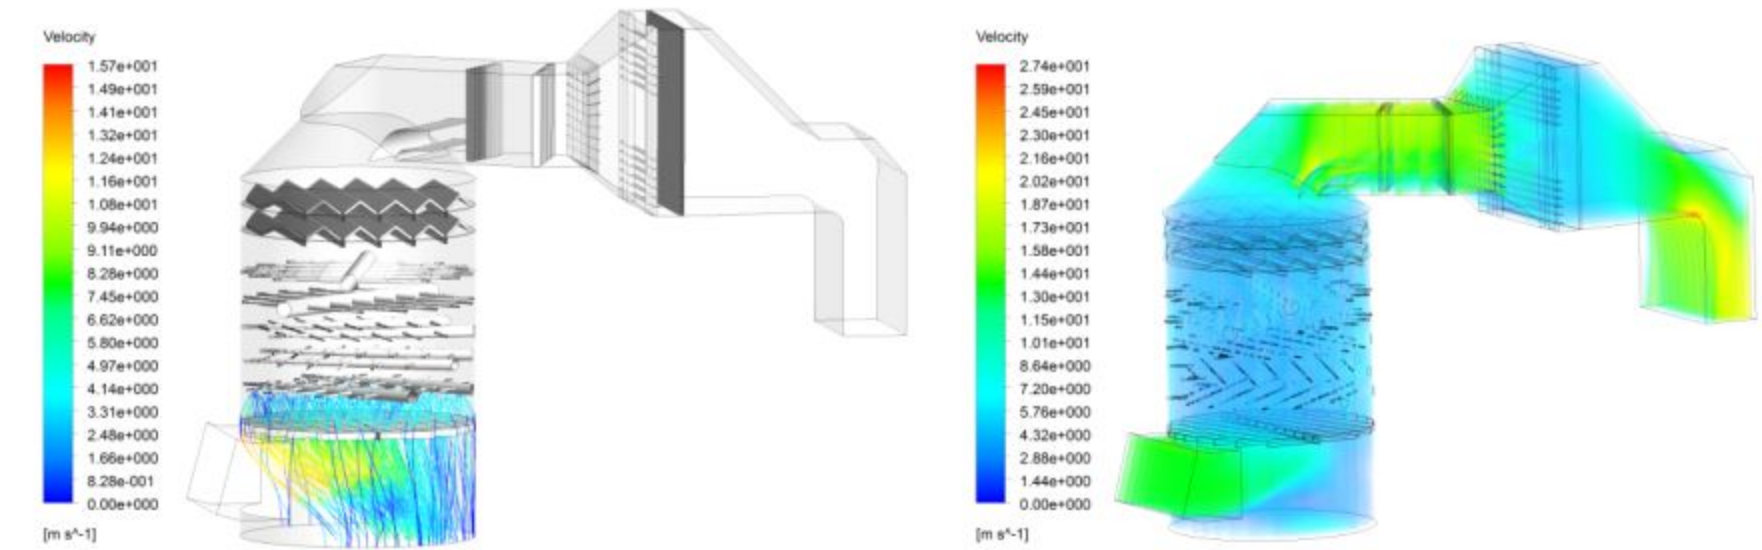 Velocity
1.57e+001
1.49e+001
1.41e+001
1.32e+001
1.24e+001
1.16e+001
1.08e+001
9.94e+000
9.11e+000
8.28e+000
7.45e+000
6.62e+000
5.80e+000
4.97e+000
4.14e+000
3.31e+000
2.48e+000
1.66e+000
8.28e-001
0.00e+000
[m s^-1]
Velocity
2.74e+001
2.59e+001
2.45e+001
2.30e+001
2.16e+001
2.02e+001
1.87e+001
1.73e+001
1.58e+001
1.44e+001
1.30e+001
1.15e+001
1.01e+001
8.64e+000
7.20e+000
5.76e+000
4.32e+000
2.88e+000
1.44e+000
0.00e+000
[m s^-1]